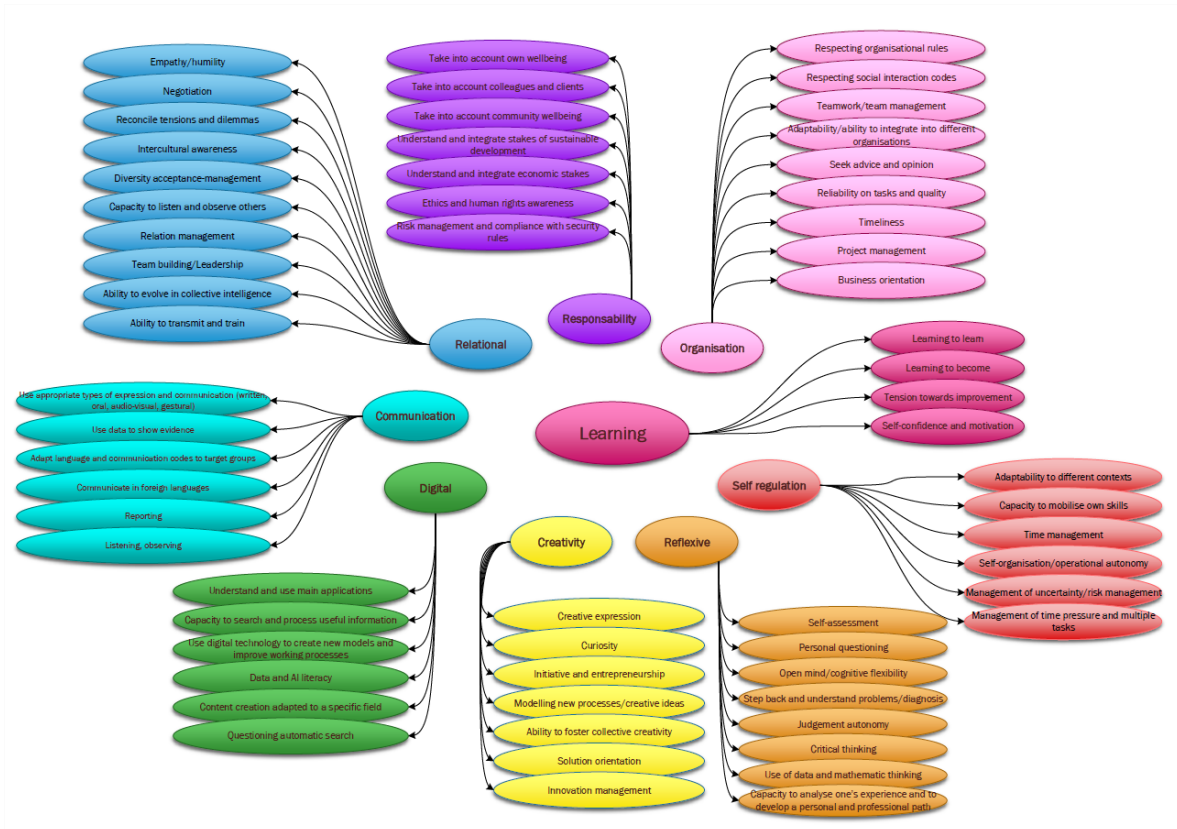 Empathy/humility
Negotiation
Reconcile tensions and dilemmas
Intercultural awareness
Diversity acceptance-management
Capacity to listen and observe others
Relation management
Team building/Leadership
Ability to evolve in collective intelligence
Ability to transmit and train
Relational
Take into account own wellbeing
Take into account colleagues and clients
Take into account community wellbeing
Understand and integrate stakes of sustainable
development
Understand and integrate economic stakes
Ethics and human rights awareness
Risk management and compliance with security
rules
Responsability
Respecting organisational rules
Respecting social interaction codes
Teamwork/team management
Adaptability/ability to integrate into different
organisations
Seek advice and opinion
Reliability on tasks and quality
Timeliness
Project management
Business orientation
Organisation
Learning to learn
Learning to become
Tension towards improvement
Self-confidence and motivation
Learning
Communication
Use appropriate types of expression and communication (written,
oral, audio-visual, gestural)
Use data to show evidence
Adapt language and communication codes to target groups
Communicate in foreign languages
Reporting
Listening, observing
Digital
Understand and use main applications
Capacity to search and process useful information
Use digital technology to create new models and
improve working processes
Data and AI literacy
Content creation adapted to a specific field
Questioning automatic search
Creativity
Creative expression
Curiosity
Initiative and entrepreneurship
Modelling new processes/creative ideas
Ability to foster collective creativity
Solution orientation
Innovation management
Reflexive
Self-assessment
Personal questioning
Open mind/cognitive flexibility
Step back and understand problems/diagnosis
Judgement autonomy
Critical thinking
Use of data and mathematic thinking
Capacity to analyse one's experience and to
develop a personal and professional path
Self regulation
Adaptability to different contexts
Capacity to mobilise own skills
Time management
Self-organisation/operational autonomy
Management of uncertainty/risk management
Management of time pressure and multiple
tasks